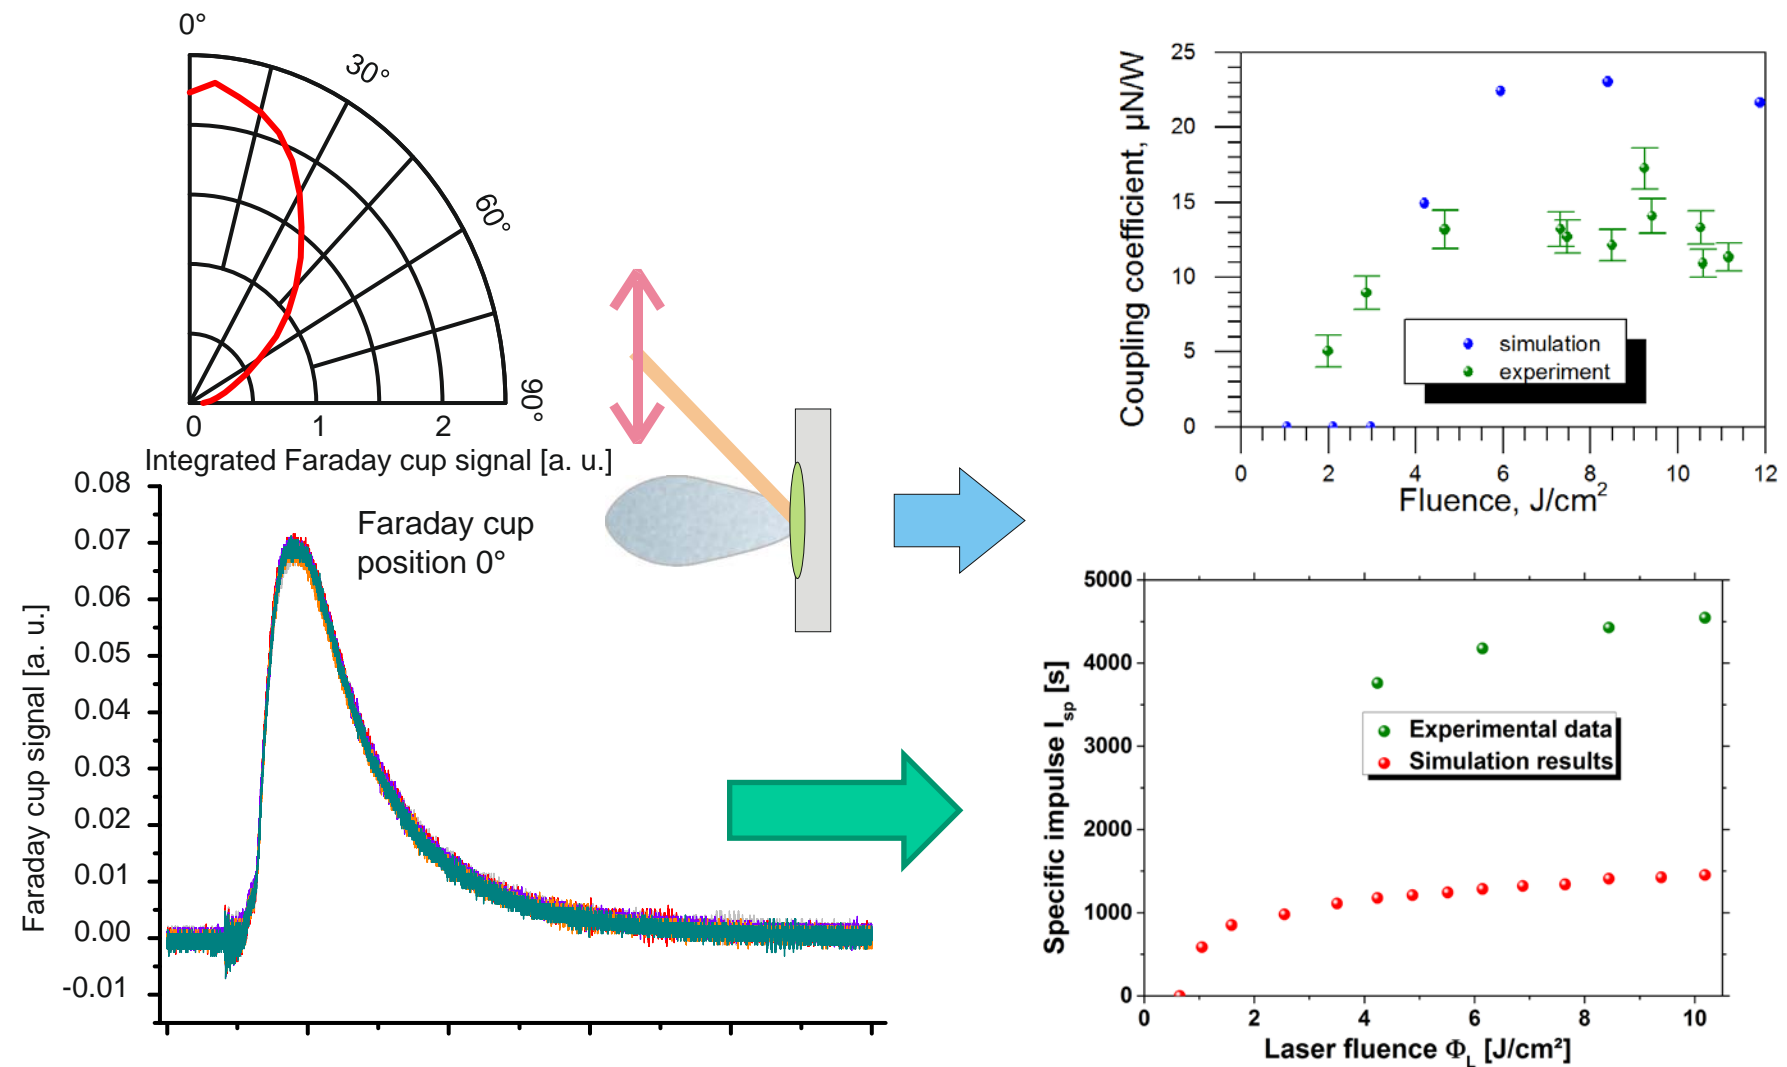 0°
30°
60°
90°
0 1 2
Integrated Faraday cup signal [a. u.]
0.08
0.07
0.06
0.05
0.04
0.03
0.02
0.01
0.00
-0.01
Faraday cup signal [a. u.]
Faraday cup
position 0°
25
20
15
10
5
0
Coupling coefficient, µN/W
simulation
experiment
0 2 4 6 8 10 12
Fluence, J/cm²
5000
4000
3000
2000
1000
0
Specific impulse Isp [s]
Experimental data
Simulation results
0 2 4 6 8 10
Laser fluence ΦL [J/cm²]